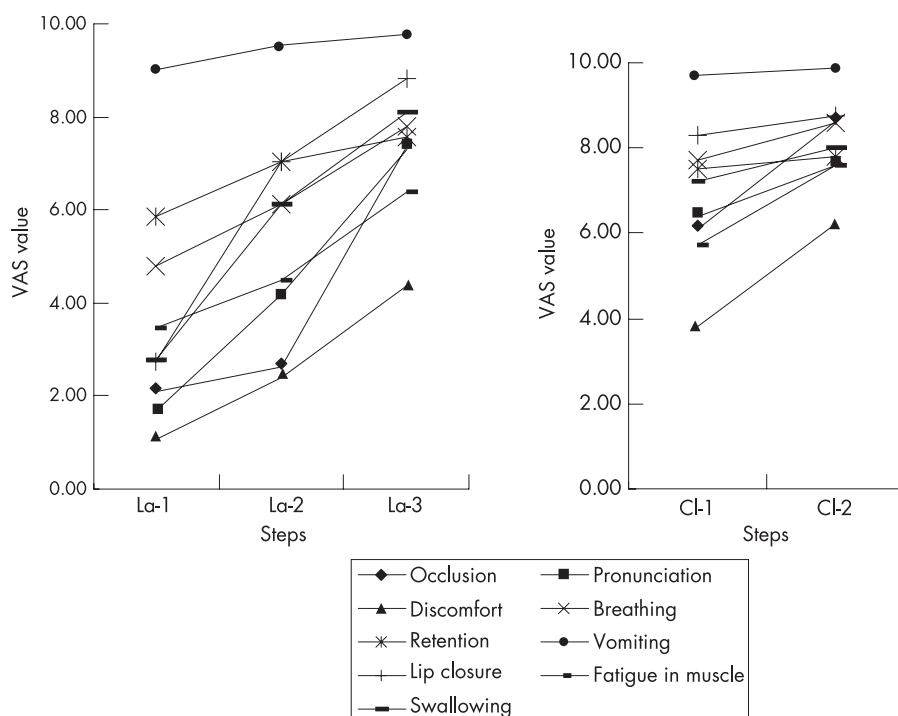 10.00
8.00
6.00
4.00
2.00
0.00
VAS value
La-1 La-2 La-3
Steps
10.00
8.00
6.00
4.00
2.00
0.00
VAS value
Cl-1 Cl-2
Steps
Occlusion Pronunciation
Discomfort Breathing
Retention Vomiting
Lip closure Fatigue in muscle
Swallowing